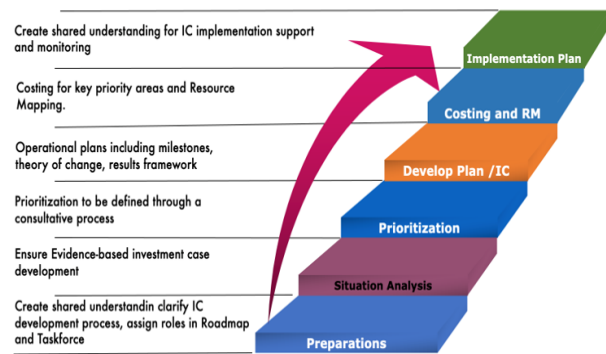 Create shared understanding for IC implementation support
and monitoring
Implementation Plan
Costing for key priority areas and Resource
Mapping.
Costing and RM
Operational plans including milestones,
theory of change, results framework
Develop Plan /IC
Prioritization to be defined through a
consultative process
Prioritization
Ensure Evidence-based investment case
development
Situation Analysis
Create shared understandin clarify IC
development process, assign roles in Roadmap
and Taskforce
Preparations